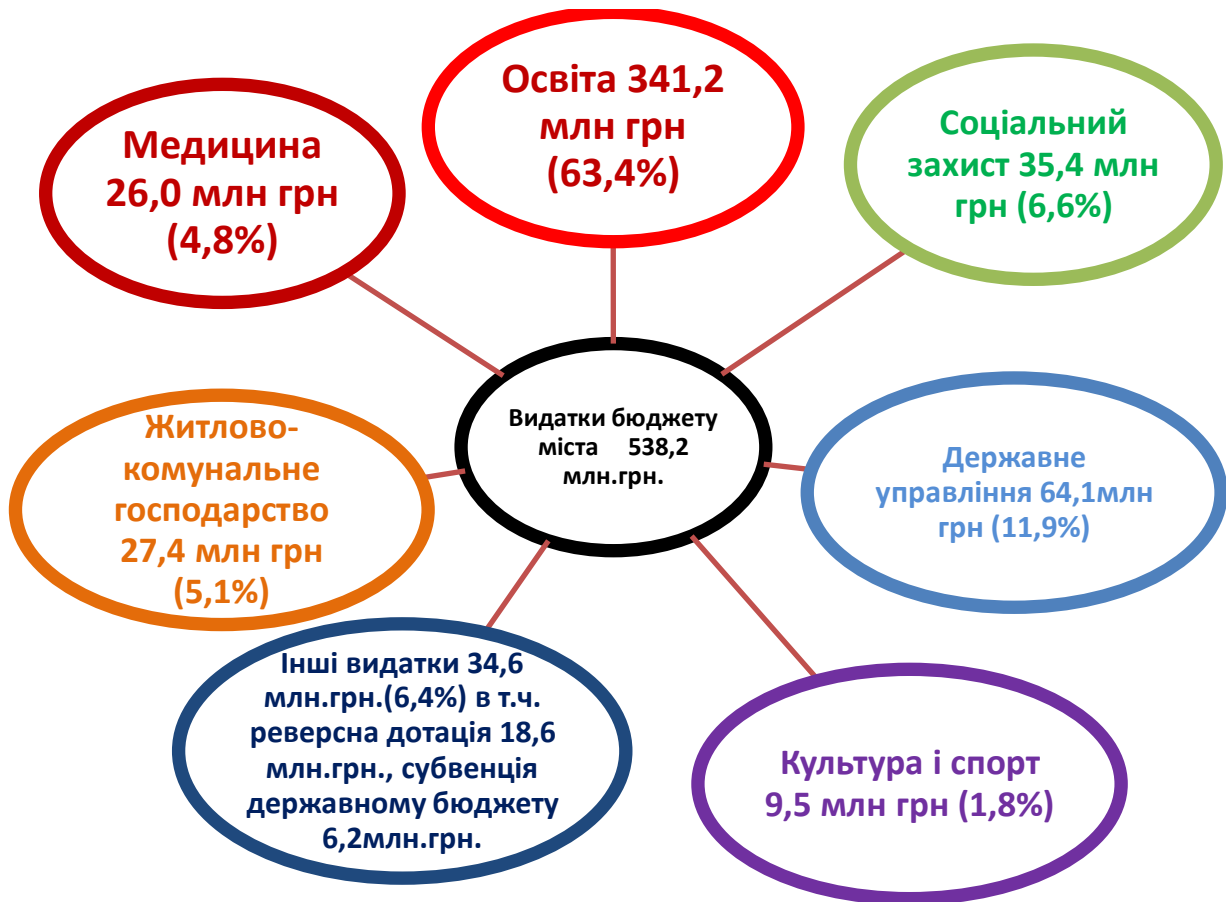 Освіта 341,2
млн грн
(63,4%)
Медицина
26,0 млн грн
(4,8%)
Соціальний
захист 35,4 млн
грн (6,6%)
Видатки бюджету
міста 538,2
млн.грн.
Житлово-
комунальне
господарство
27,4 млн грн
(5,1%)
Державне
управління 64,1млн
грн (11,9%)
Інші видатки 34,6
млн.грн.(6,4%) в т.ч.
реверсна дотація 18,6
млн.грн., субвенція
державному бюджету
6,2млн.грн.
Культура і спорт
9,5 млн грн (1,8%)